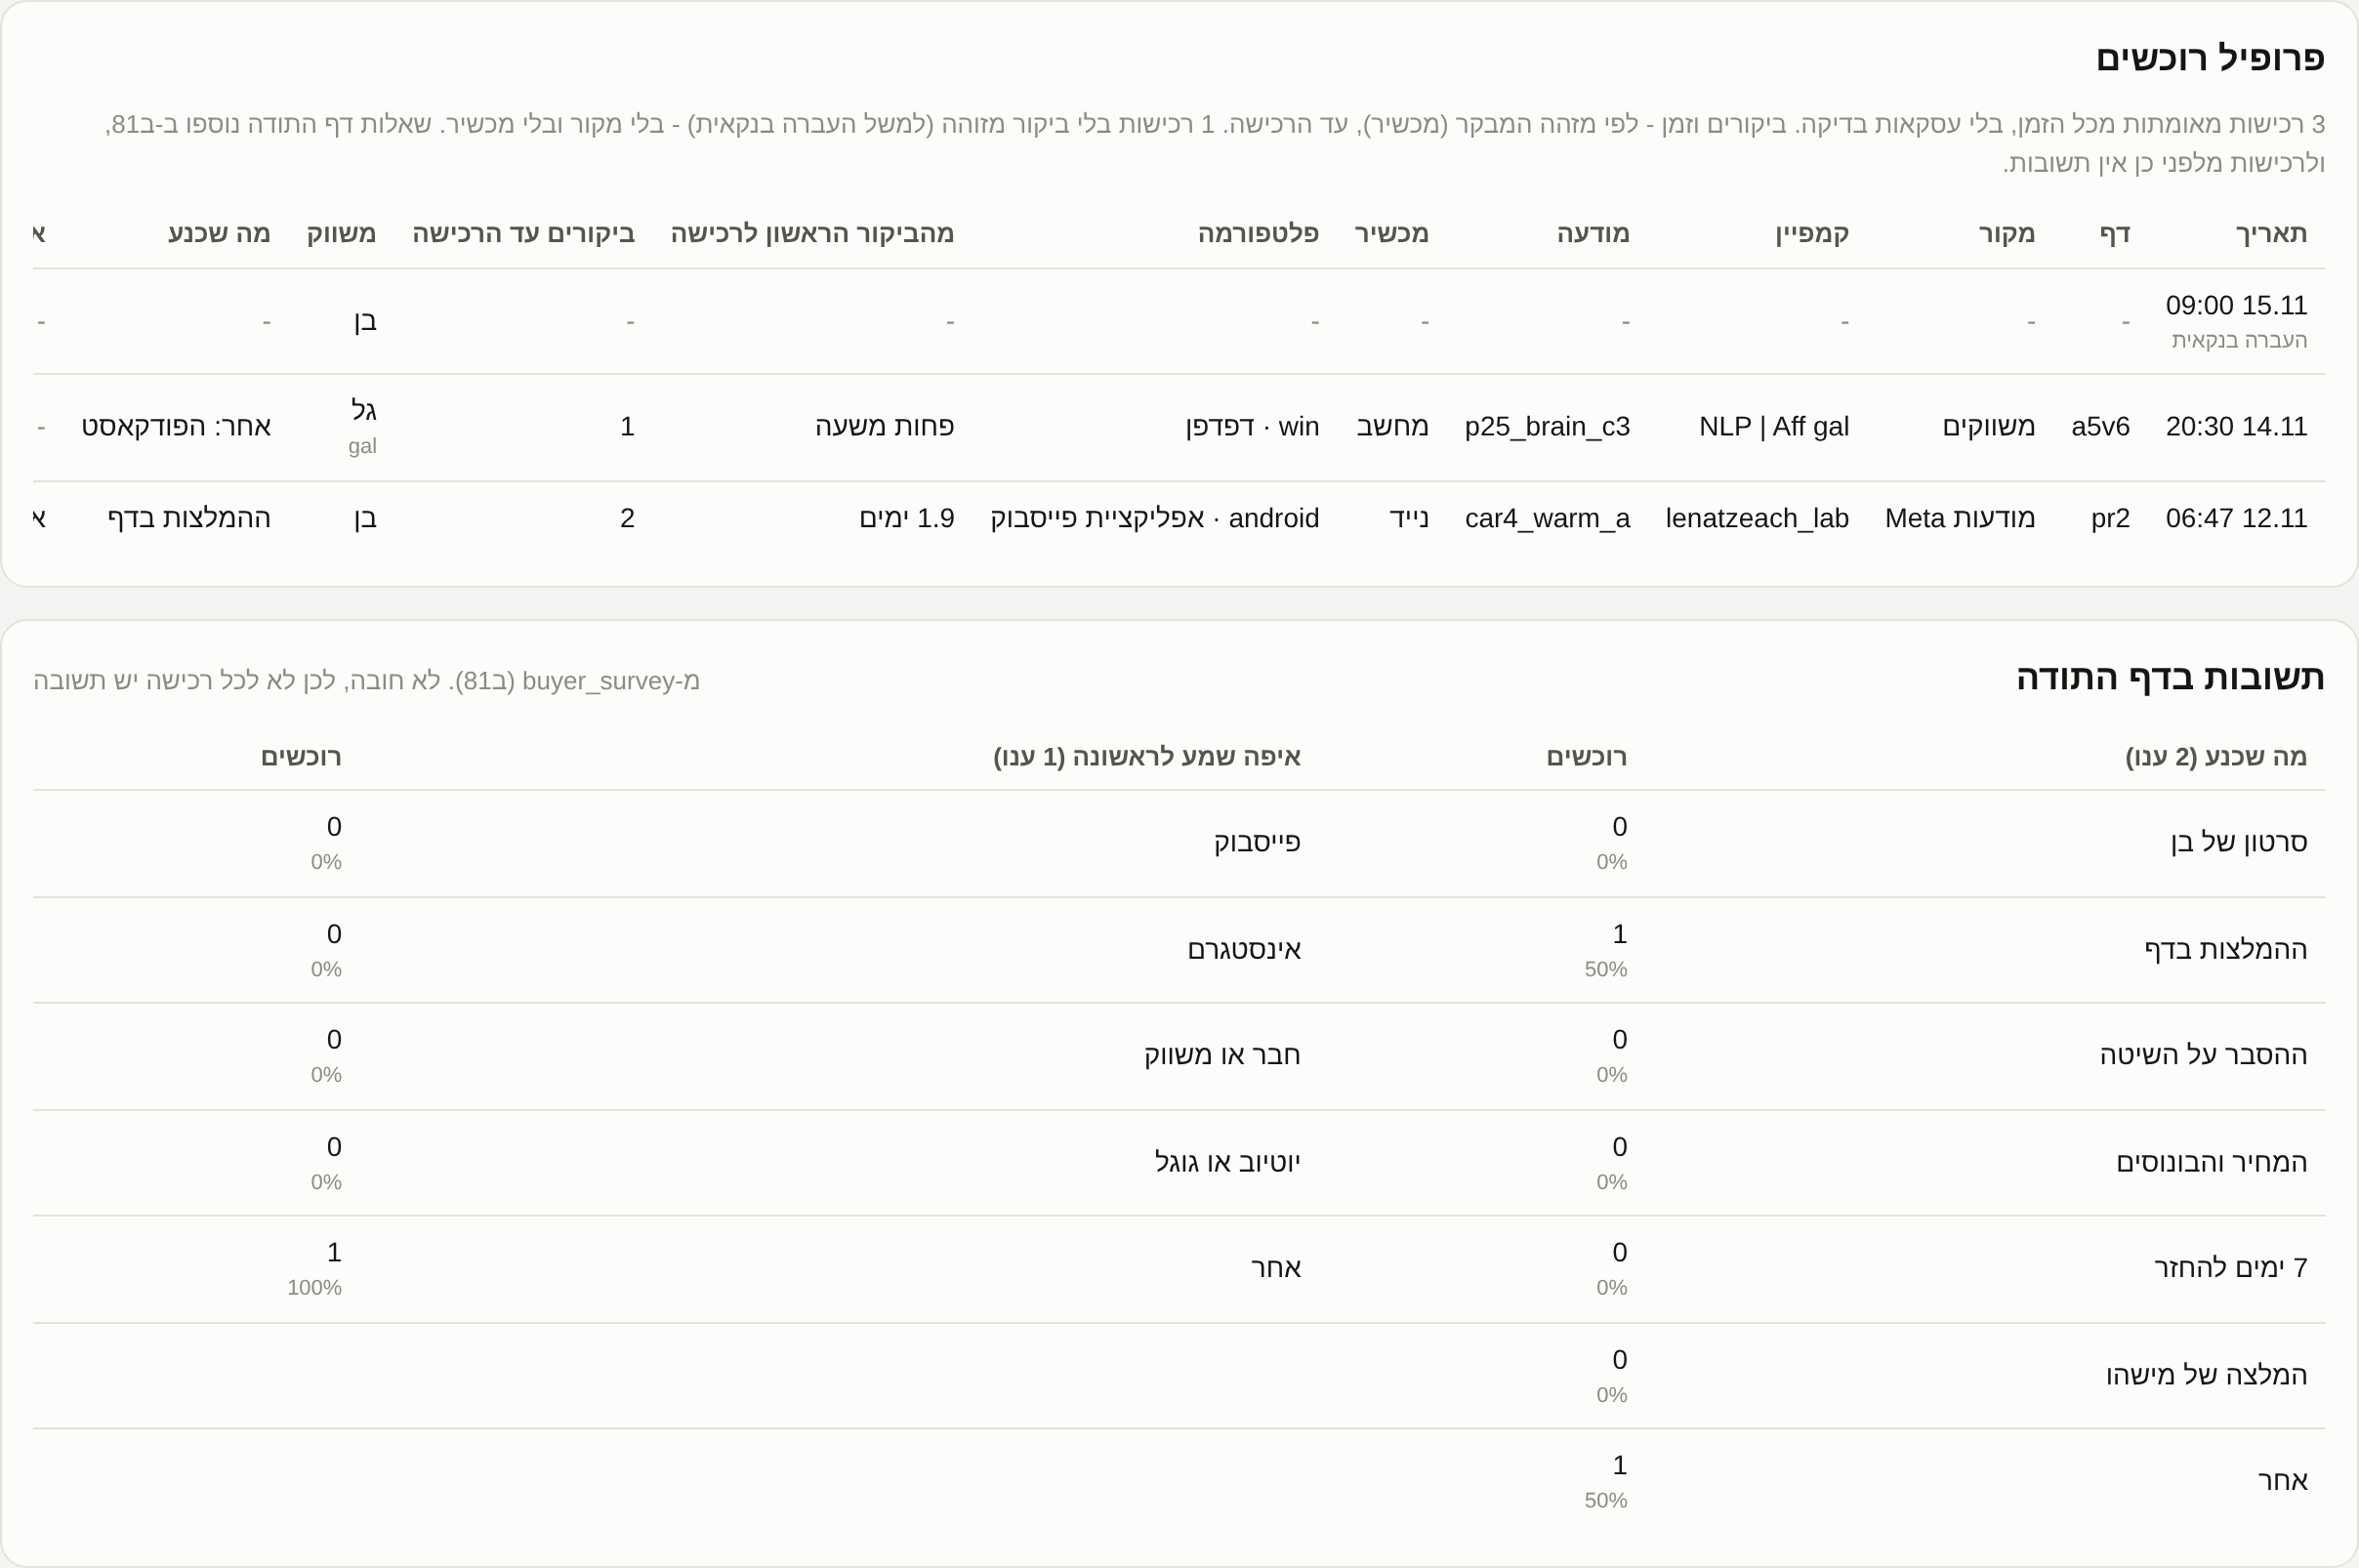 פרופיל רוכשים
3 רכישות מאומתות מכל הזמן, בלי עסקאות בדיקה. ביקורים וזמן - לפי מזהה המבקר (מכשיר), עד הרכישה. 1 רכישות בלי ביקור מזוהה (למשל העברה בנקאית) - בלי מקור ובלי מכשיר. שאלות דף התודה נוספו ב-ב81,
ולרכישות מלפני כן אין תשובות.
תאריך דף מקור קמפיין מודעה מכשיר פלטפורמה מהביקור הראשון לרכישה ביקורים עד הרכישה משווק מה שכנע
15.11 09:00 - - - - - - - - בן - -
העברה בנקאית
14.11 20:30 a5v6 משווקים NLP | Aff gal p25_brain_c3 מחשב win · דפדפן פחות משעה 1 גל אחר: הפודקאסט -
gal
12.11 06:47 pr2 מודעות Meta lenatzeach_lab car4_warm_a נייד android · אפליקציית פייסבוק 1.9 ימים 2 בן ההמלצות בדף
תשובות בדף התודה
מ-buyer_survey (ב81). לא חובה, לכן לא לכל רכישה יש תשובה
מה שכנע (2 ענו) רוכשים איפה שמע לראשונה (1 ענו) רוכשים
סרטון של בן 0 פייסבוק 0
0% 0%
ההמלצות בדף 1 אינסטגרם 0
50% 0%
ההסבר על השיטה 0 חבר או משווק 0
0% 0%
המחיר והבונוסים 0 יוטיוב או גוגל 0
0% 0%
7 ימים להחזר 0 אחר 1
0% 100%
המלצה של מישהו 0
0%
אחר 1
50%